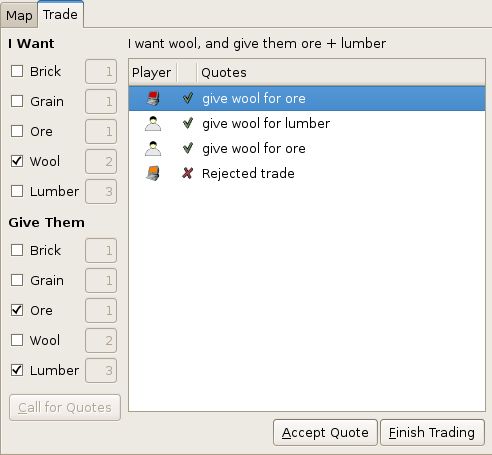 Map
Trade
I Want
Brick 1
Grain 1
Ore 1
Wool 2
Lumber 3
Give Them
Brick 1
Grain 1
Ore 1
Wool 2
Lumber 3
Call for Quotes
I want wool, and give them ore + lumber
Player Quotes
give wool for ore
give wool for lumber
give wool for ore
Rejected trade
Accept Quote
Finish Trading